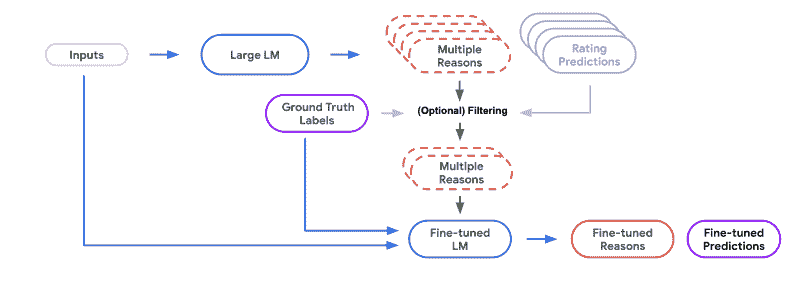 Inputs
Large LM
Multiple
Reasons
Rating
Predictions
Ground Truth
Labels
(Optional) Filtering
Multiple
Reasons
Fine-tuned
LM
Fine-tuned
Reasons
Fine-tuned
Predictions